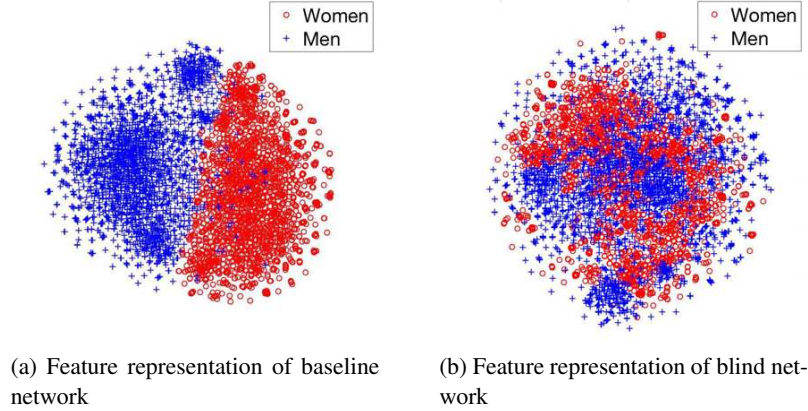 Women
Men
Women
Men
(a) Feature representation of baseline
network
(b) Feature representation of blind net-
work